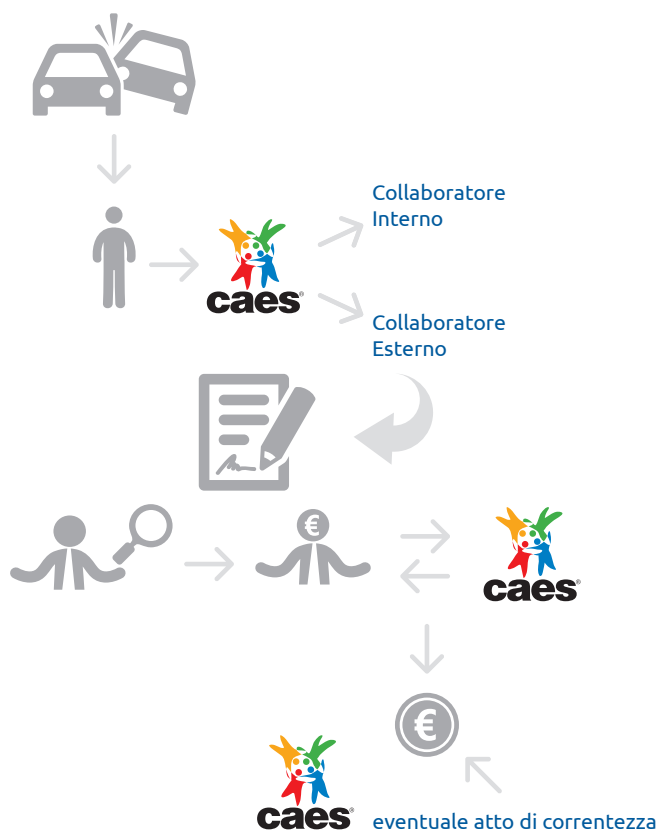 caes®
Collaboratore
Interno
Collaboratore
Esterno
€
caes®
€
caes®
eventuale atto di correntezza